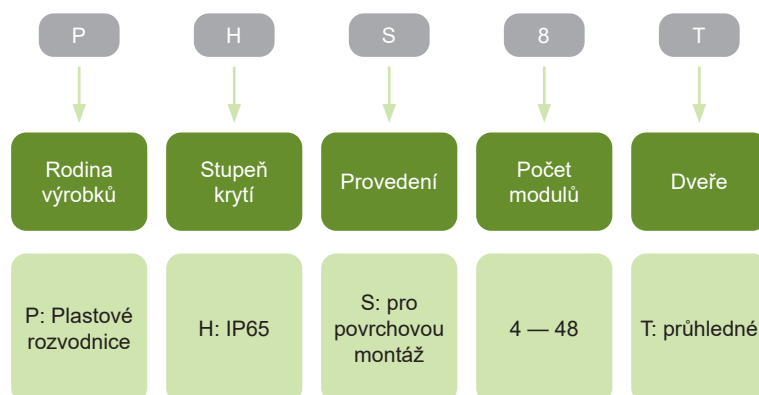 P
H
S
8
T
Rodina
výrobků
Stupeň
krytí
Provedení
Počet
modulů
Dveře
P: Plastové
rozvodnice
H: IP65
S: pro
povrchovou
montáž
4 — 48
T: průhledné